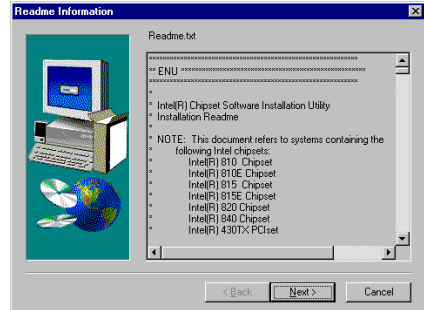 Readme Information
Readme.txt
****************************************************************
** ENU ******************************************************
****************************************************************
*
* Intel(R) Chipset Software Installation Utility
* Installation Readme
*
* NOTE: This document refers to systems containing the
* following Intel chipsets:
* Intel(R) 810 Chipset
* Intel(R) 810E Chipset
* Intel(R) 815 Chipset
* Intel(R) 815E Chipset
* Intel(R) 820 Chipset
* Intel(R) 840 Chipset
* Intel(R) 430TX PCIset
< Back
Next >
Cancel